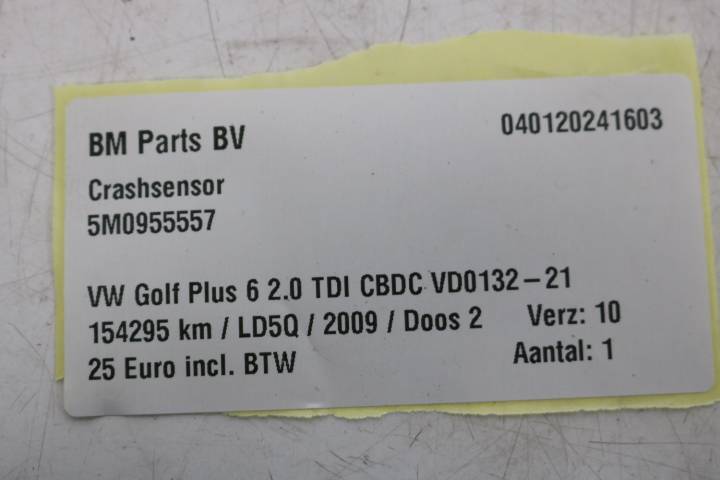 BM Parts BV 040120241603
Crashsensor
5M0955557
VW Golf Plus 6 2.0 TDI CBDC VD0132-21
154295 km / LD5Q / 2009 / Doos 2 Verz: 10
25 Euro incl. BTW Aantal: 1